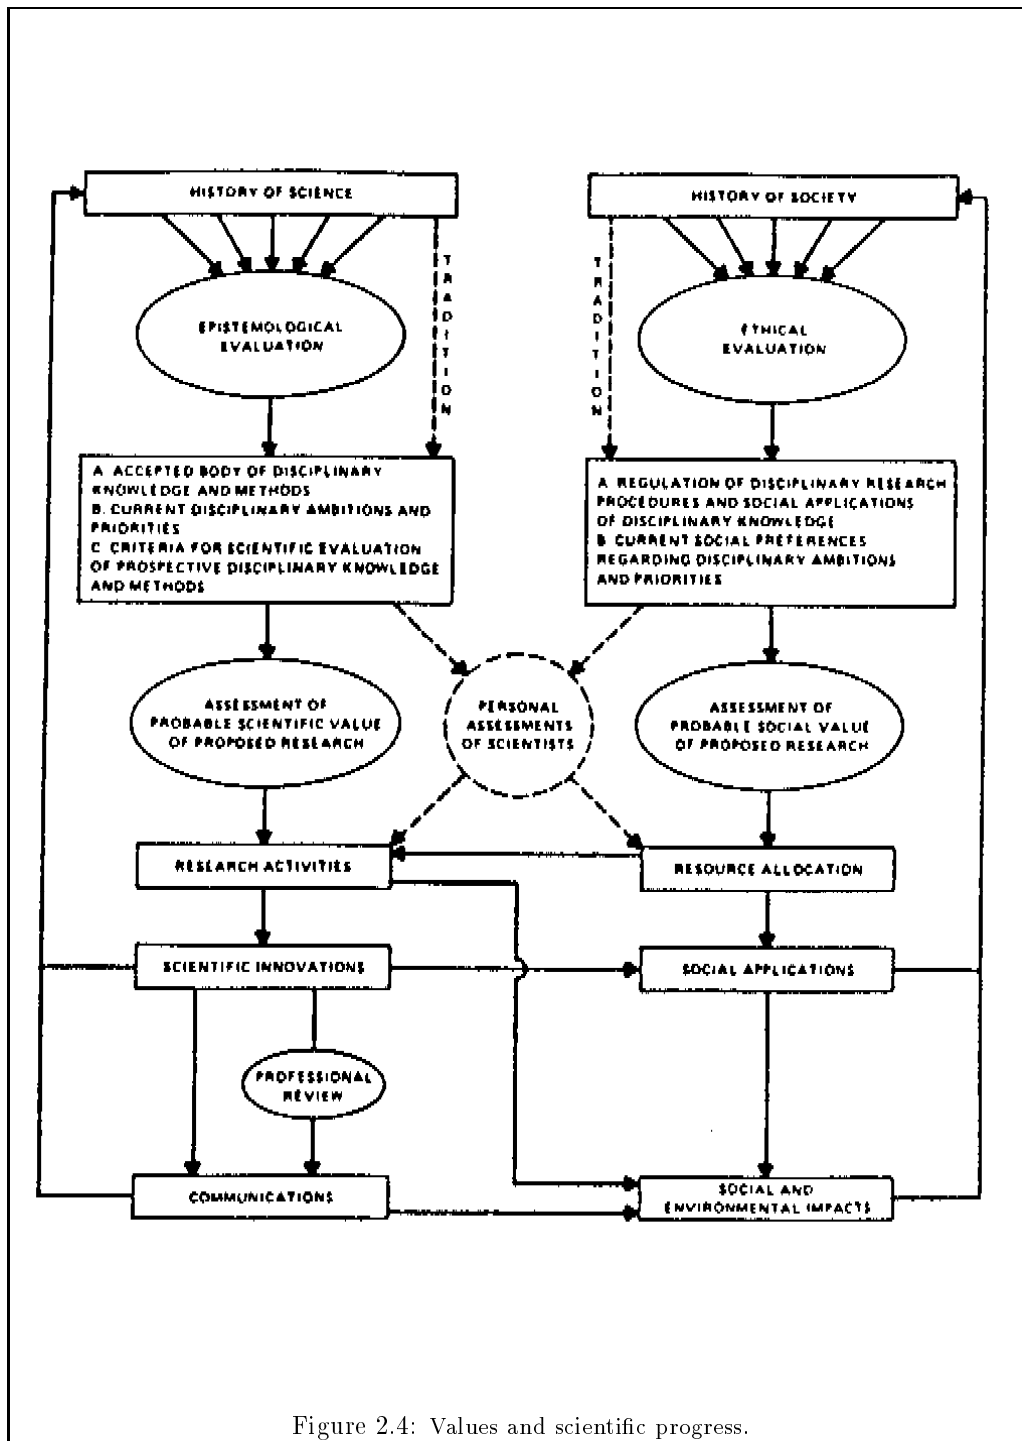 HISTORY OF SCIENCE
HISTORY OF SOCIETY
TRADITION
TRADITION
EPISTEMOLOGICAL
EVALUATION
ETHICAL
EVALUATION
A. ACCEPTED BODY OF DISCIPLINARY
KNOWLEDGE AND METHODS
B. CURRENT DISCIPLINARY AMBITIONS AND
PRIORITIES
C. CRITERIA FOR SCIENTIFIC EVALUATION
OF PROSPECTIVE DISCIPLINARY KNOWLEDGE
AND METHODS
A. REGULATION OF DISCIPLINARY RESEARCH
PROCEDURES AND SOCIAL APPLICATIONS
OF DISCIPLINARY KNOWLEDGE
B. CURRENT SOCIAL PREFERENCES
REGARDING DISCIPLINARY AMBITIONS
AND PRIORITIES
ASSESSMENT OF
PROBABLE SCIENTIFIC VALUE
OF PROPOSED RESEARCH
PERSONAL
ASSESSMENTS
OF SCIENTISTS
ASSESSMENT OF
PROBABLE SOCIAL VALUE
OF PROPOSED RESEARCH
RESEARCH ACTIVITIES
RESOURCE ALLOCATION
SCIENTIFIC INNOVATIONS
SOCIAL APPLICATIONS
PROFESSIONAL
REVIEW
COMMUNICATIONS
SOCIAL AND
ENVIRONMENTAL IMPACTS
Figure 2.4: Values and scientific progress.